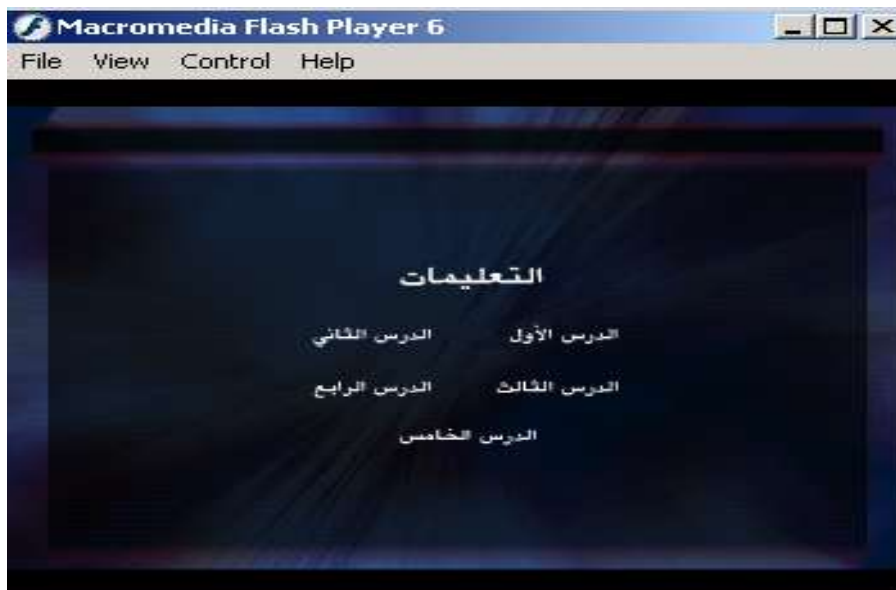 Macromedia Flash Player 6
File View Control Help
التعليمات
الدرس الأول الدرس الثاني
الدرس الثالث الدرس الرابع
الدرس الخامس